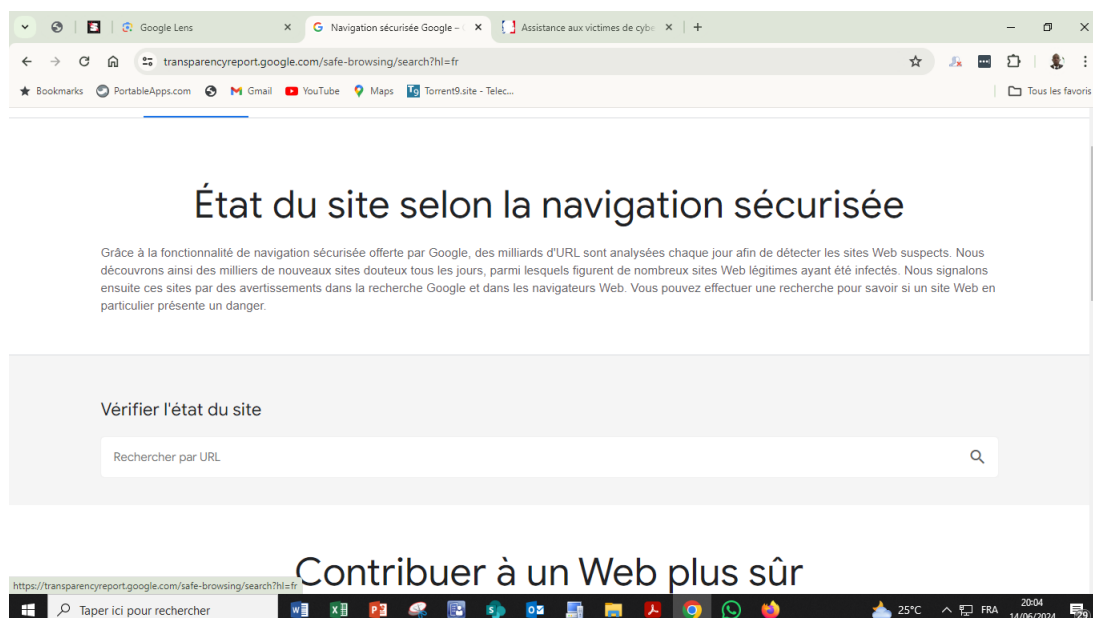 Google Lens
Navigation sécurisée Google –
Assistance aux victimes de cybe
transparencyreport.google.com/safe-browsing/search?hl=fr
Bookmarks PortableApps.com Gmail YouTube Maps Torrent9.site - Telec... Tous les favoris
État du site selon la navigation sécurisée
Grâce à la fonctionnalité de navigation sécurisée offerte par Google, des milliards d'URL sont analysées chaque jour afin de détecter les sites Web suspects. Nous
découvrons ainsi des milliers de nouveaux sites douteux tous les jours, parmi lesquels figurent de nombreux sites Web légitimes ayant été infectés. Nous signalons
ensuite ces sites par des avertissements dans la recherche Google et dans les navigateurs Web. Vous pouvez effectuer une recherche pour savoir si un site Web en
particulier présente un danger.
Vérifier l'état du site
Rechercher par URL
Contribuer à un Web plus sûr
https://transparencyreport.google.com/safe-browsing/search?hl=fr
Taper ici pour rechercher
25°C
FRA
20:04
14/06/2024
29